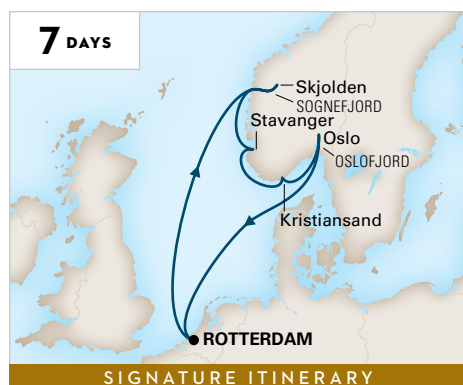 7 DAYS
Skjolden
SOGNEFJORD
Stavanger
Oslo
OSLOFJORD
Kristiansand
ROTTERDAM
SIGNATURE ITINERARY